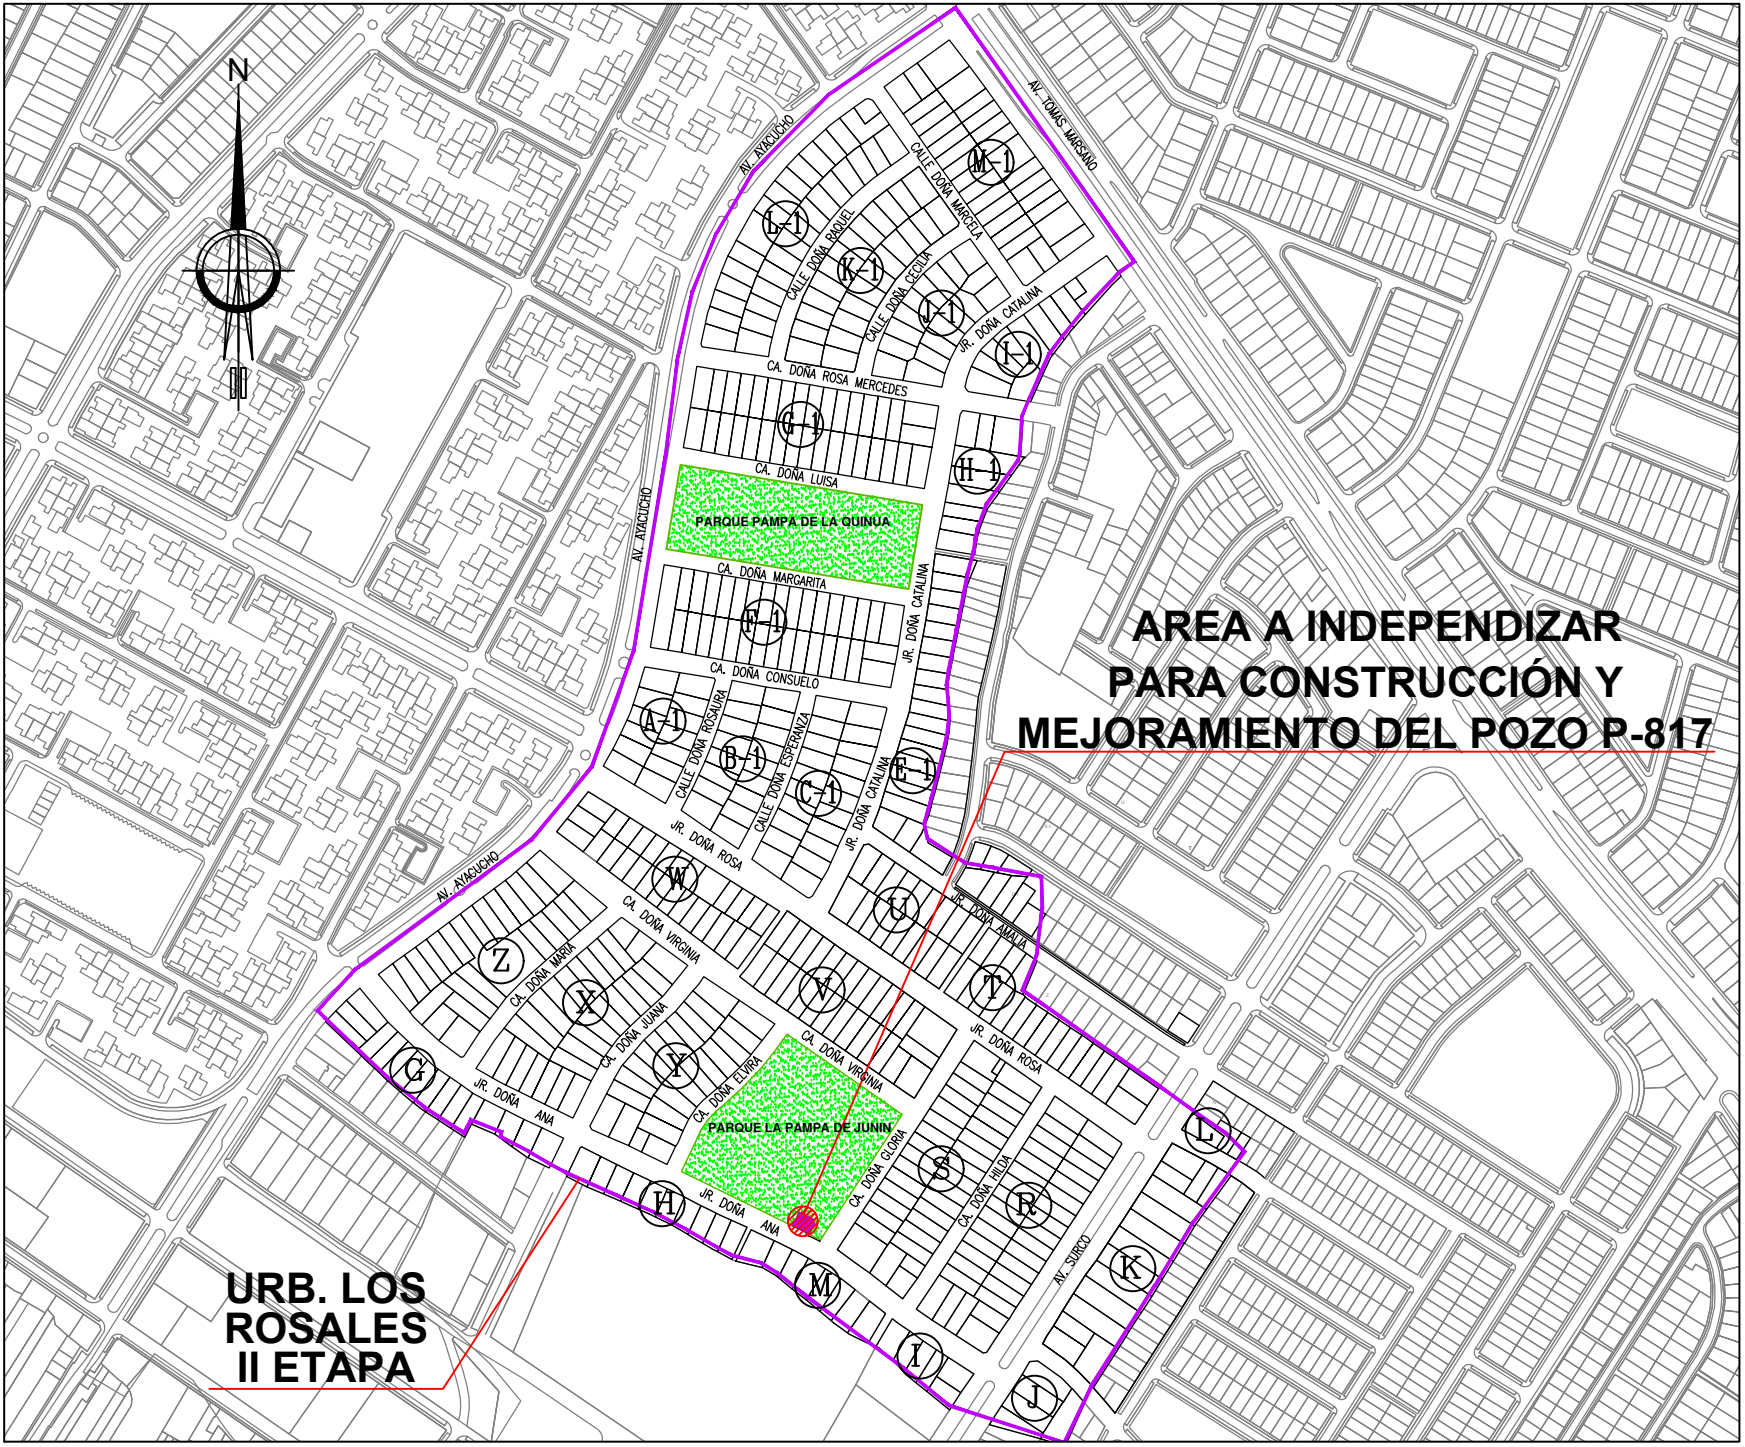 N
AV. TOMAS MARSANO
AV. AYACUCHO
M-1
CALLE DOÑA MARCELA
L-1
CALLE DOÑA RAQUEL
K-1
CALLE DOÑA CECILIA
J-1
JR. DOÑA CATALINA
I-1
CA. DOÑA ROSA MERCEDES
G-1
H-1
CA. DOÑA LUISA
PARQUE PAMPA DE LA QUINUA
AV. AYACUCHO
CA. DOÑA MARGARITA
JR. DOÑA CATALINA
F-1
AREA A INDEPENDIZAR
PARA CONSTRUCCIÓN Y
MEJORAMIENTO DEL POZO P-817
CA. DOÑA CONSUELO
A-1
CALLE DOÑA ROSAURA
B-1
CALLE DOÑA ESPERANZA
C-1
JR. DOÑA CATALINA
E-1
JR. DOÑA ROSA
AV. AYACUCHO
W
U
JR. DOÑA AMALIA
CA. DOÑA VIRGINIA
Z
CA. DOÑA MARIA
X
V
T
CA. DOÑA JUANA
JR. DOÑA ROSA
G
Y
CA. DOÑA VIRGINIA
JR. DOÑA ANA
CA. DOÑA ELVIRA
PARQUE LA PAMPA DE JUNIN
L
CA. DOÑA GLORIA
S
CA. DOÑA HILDA
R
H
JR. DOÑA ANA
AV. SURCO
K
M
URB. LOS
ROSALES
II ETAPA
I
J